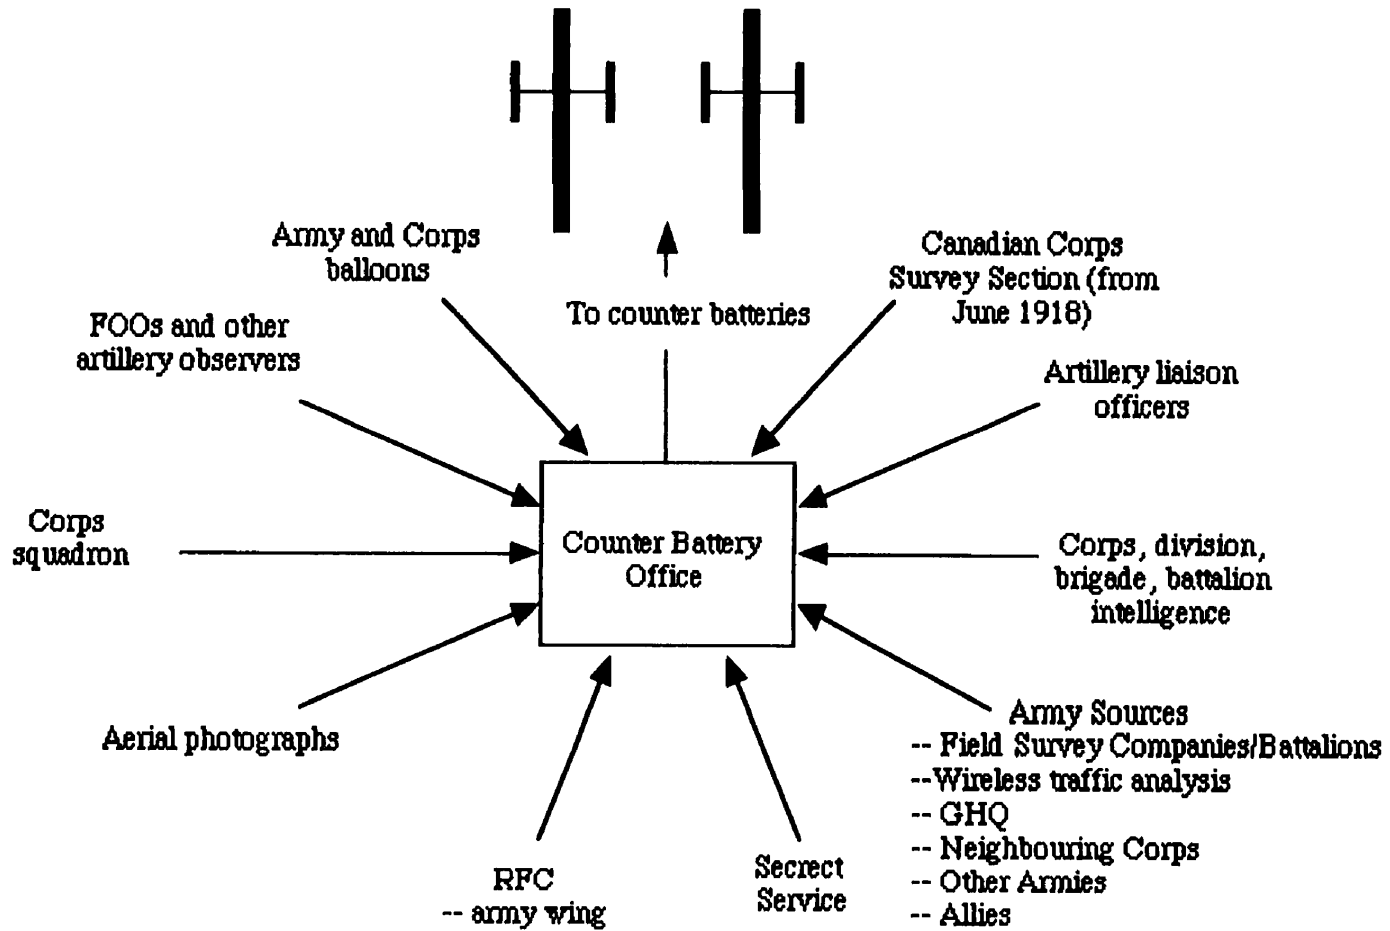 Army and Corps
balloons
Canadian Corps
Survey Section (from
June 1918)
To counter batteries
FOOs and other
artillery observers
Artillery liaison
officers
Corps
squadron
Counter Battery
Office
Corps, division,
brigade, battalion
intelligence
Aerial photographs
Army Sources
-- Field Survey Companies/Battalions
--Wireless traffic analysis
-- GHQ
-- Neighbouring Corps
-- Other Armies
-- Allies
RFC
-- army wing
Secrect
Service